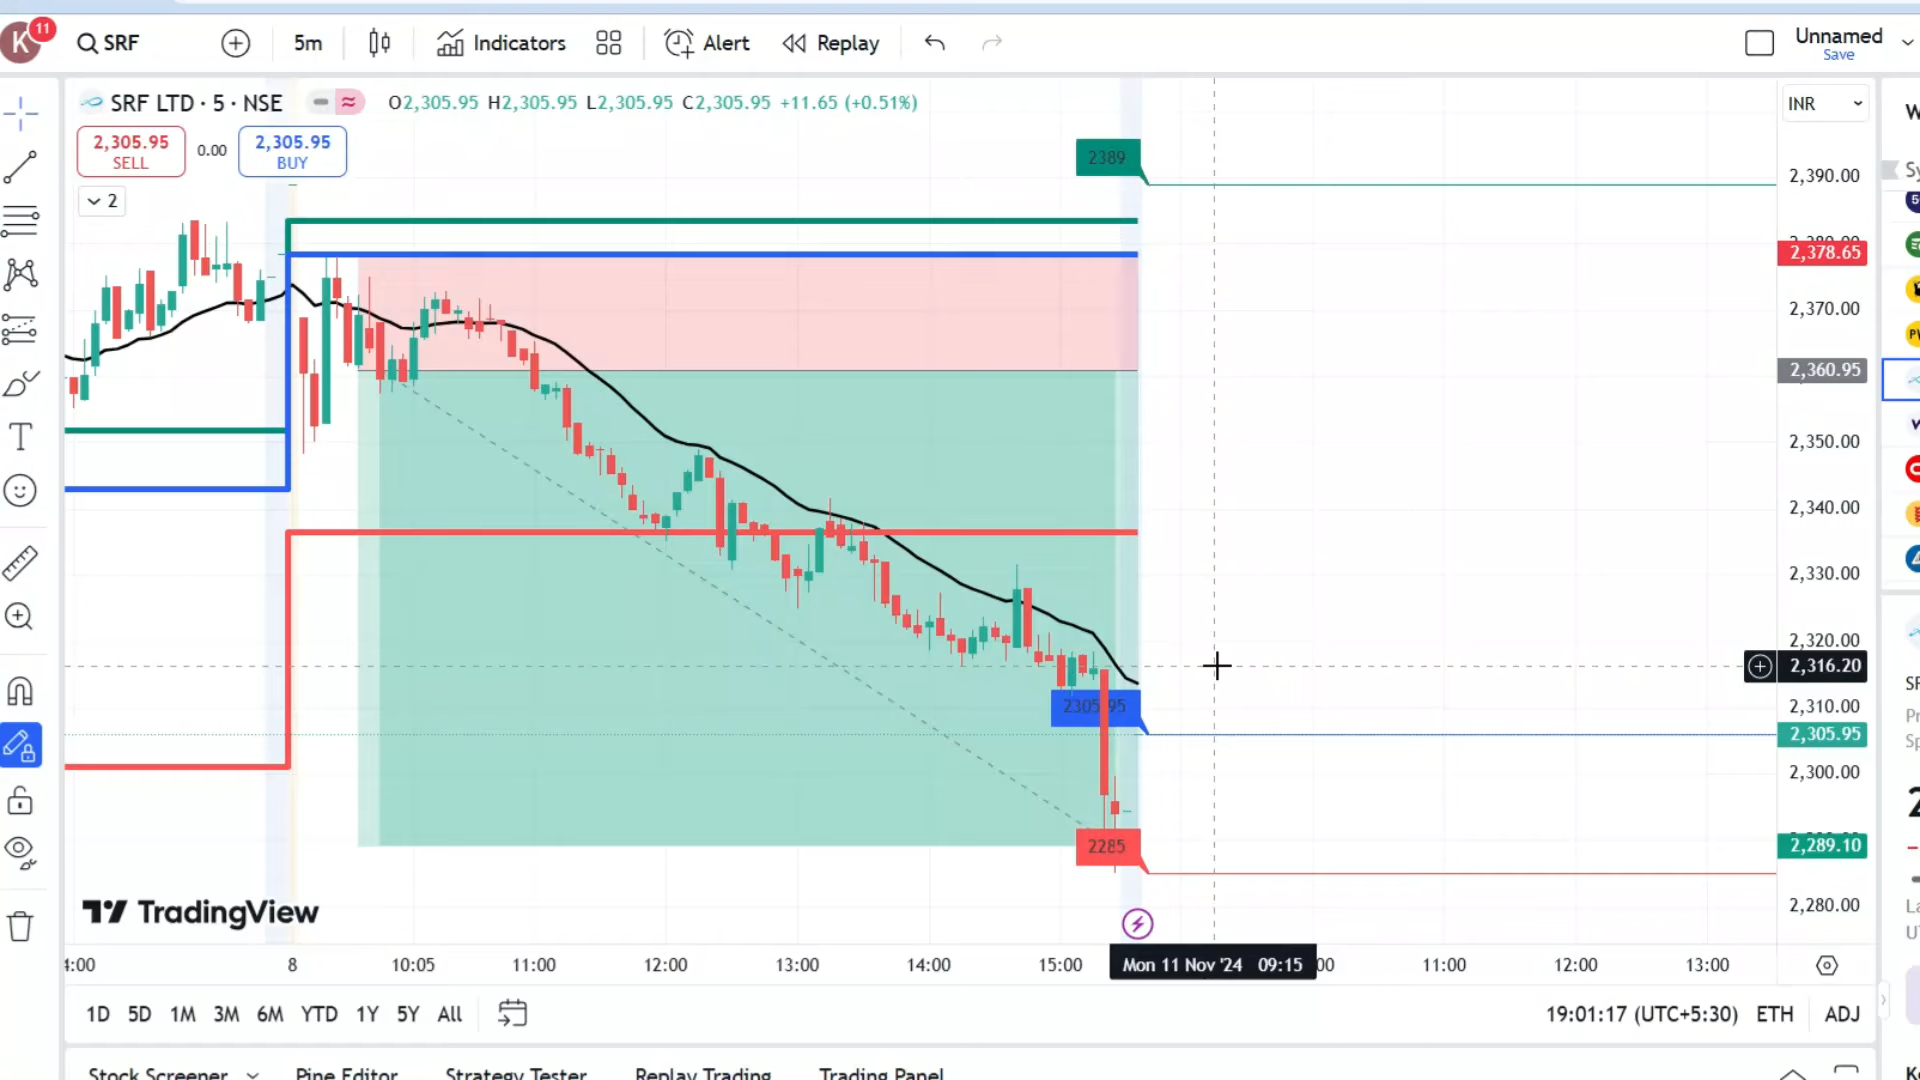 K 11 SRF 5m Indicators Alert Replay Unnamed
Save
SRF LTD · 5 · NSE O2,305.95 H2,305.95 L2,305.95 C2,305.95 +11.65 (+0.51%) INR
2,305.95 SELL 0.00 2,305.95 BUY
2
2389
2,390.00
2,378.65
2,370.00
2,360.95
2,350.00
2,340.00
2,330.00
2,320.00
2,316.20
2305.95 2,310.00
2,305.95
2,300.00
2285 2,289.10
2,280.00
TradingView
8 10:05 11:00 12:00 13:00 14:00 15:00 Mon 11 Nov '24 09:15 11:00 12:00 13:00
1D 5D 1M 3M 6M YTD 1Y 5Y All 19:01:17 (UTC+5:30) ETH ADJ
Stock Screener Pine Editor Strategy Tester Replay Trading Trading Panel